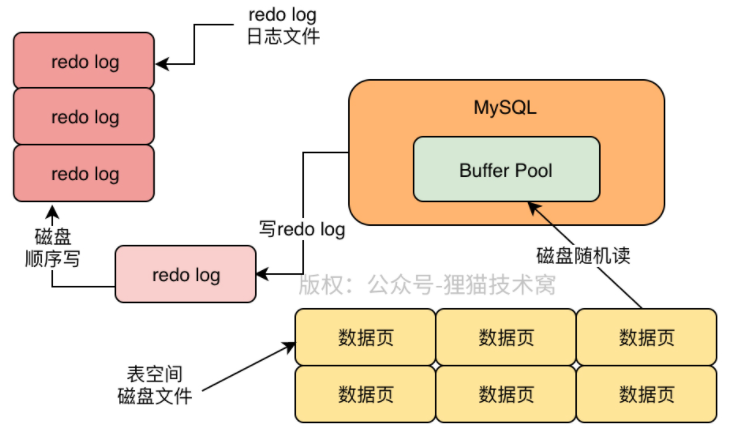 redo log
日志文件
redo log
redo log
redo log
MySQL
Buffer Pool
写redo log
磁盘
顺序写
redo log
磁盘随机读
版权：公众号-狸猫技术窝
数据页
数据页
数据页
表空间
磁盘文件
数据页
数据页
数据页